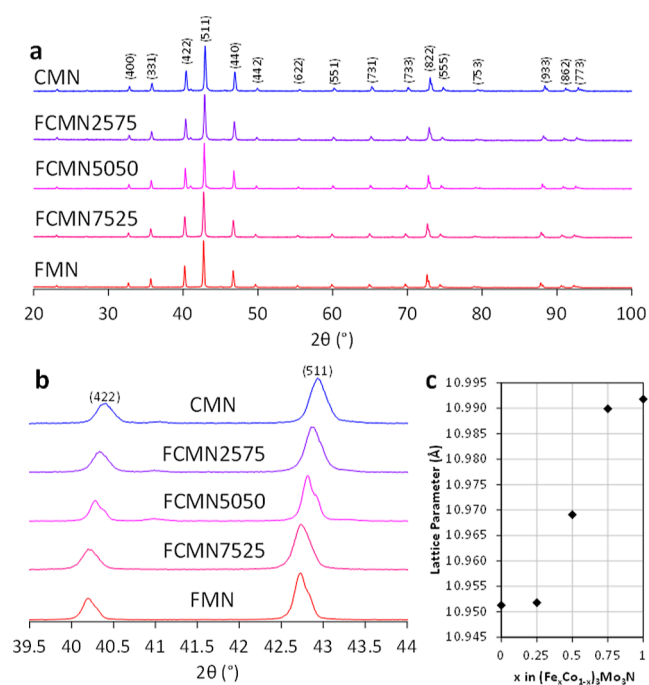 a
(400)
(331)
(422)
(511)
(440)
(442)
(622)
(551)
(731)
(733)
(822)
(555)
(753)
(933)
(862)
(773)
CMN
FCMN2575
FCMN5050
FCMN7525
FMN
20 30 40 50 60 70 80 90 100
2θ (°)
b
(422)
(511)
CMN
FCMN2575
FCMN5050
FCMN7525
FMN
39.5 40 40.5 41 41.5 42 42.5 43 43.5 44
2θ (°)
c
Lattice Parameter (Å)
10.995
10.990
10.985
10.980
10.975
10.970
10.965
10.960
10.955
10.950
10.945
0 0.25 0.5 0.75 1
x in (FeₓCo₁₋ₓ)₃Mo₃N